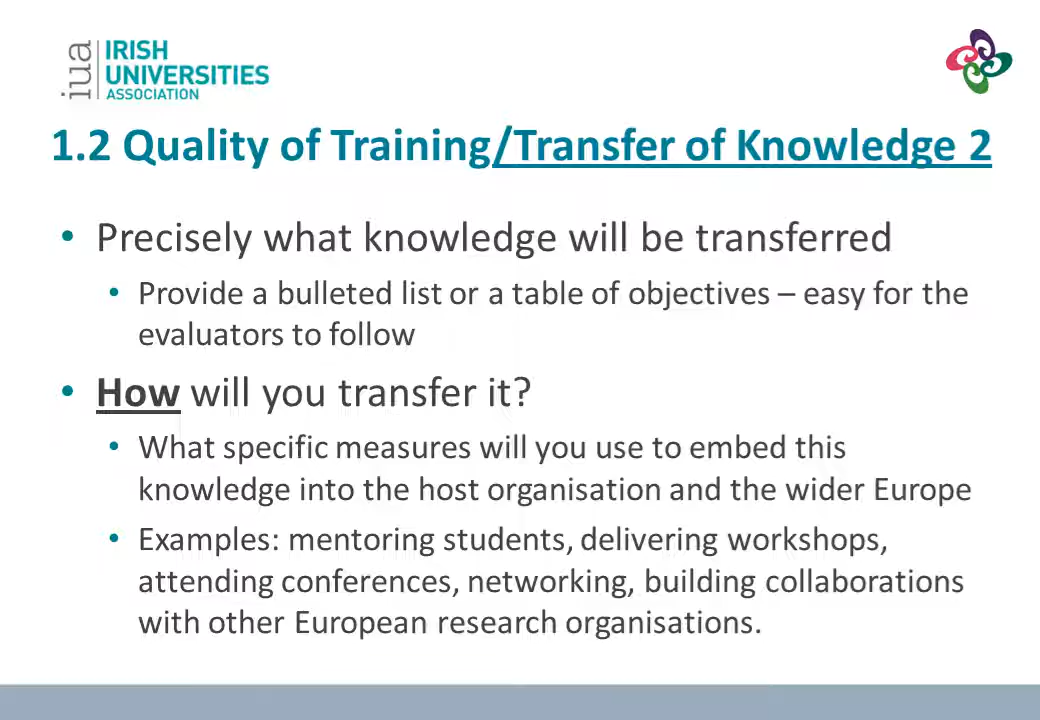 iua
IRISH
UNIVERSITIES
ASSOCIATION
1.2 Quality of Training/Transfer of Knowledge 2
• Precisely what knowledge will be transferred
• Provide a bulleted list or a table of objectives – easy for the
evaluators to follow
• How will you transfer it?
• What specific measures will you use to embed this
knowledge into the host organisation and the wider Europe
• Examples: mentoring students, delivering workshops,
attending conferences, networking, building collaborations
with other European research organisations.